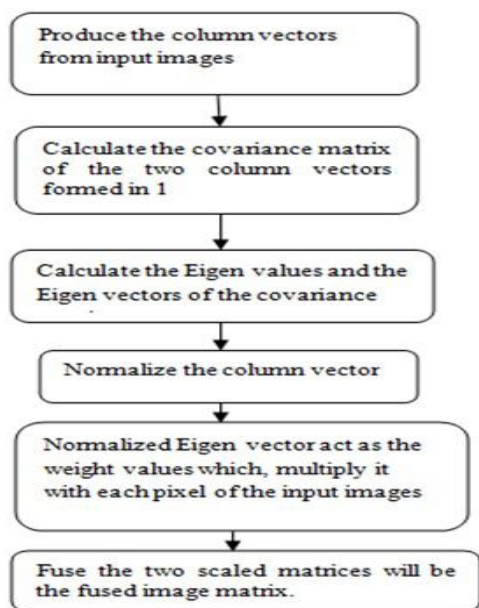 Produce the column vectors
from input images
Calculate the covariance matrix
of the two column vectors
formed in 1
Calculate the Eigen values and the
Eigen vectors of the covariance
Normalize the column vector
Normalized Eigen vector act as the
weight values which, multiply it
with each pixel of the input images
Fuse the two scaled matrices will be
the fused image matrix.